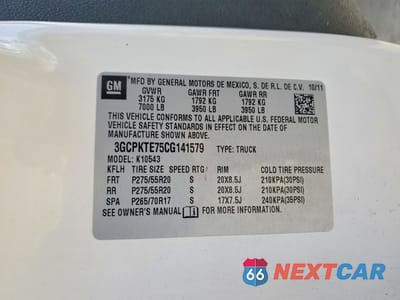 GM MFD BY GENERAL MOTORS DE MEXICO, S. DE R.L. DE C.V. 10/11
GVWR GAWR FRT GAWR RR
3175 KG 1792 KG 1792 KG
7000 LB 3950 LB 3950 LB
THIS VEHICLE CONFORMS TO ALL APPLICABLE U.S. FEDERAL MOTOR
VEHICLE SAFETY STANDARDS IN EFFECT ON THE DATE OF
MANUFACTURE SHOWN ABOVE.
3GCPKTE75CG141579 TYPE: TRUCK
MODEL: K10543
KFLH TIRE SIZE SPEED RTG RIM COLD TIRE PRESSURE
FRT P275/55R20 S 20X8.5J 210KPA(30PSI)
RR P275/55R20 S 20X8.5J 210KPA(30PSI)
SPA P265/70R17 S 17X7.5J 240KPA(35PSI)
SEE OWNER'S MANUAL FOR MORE INFORMATION.
66 NEXTCAR